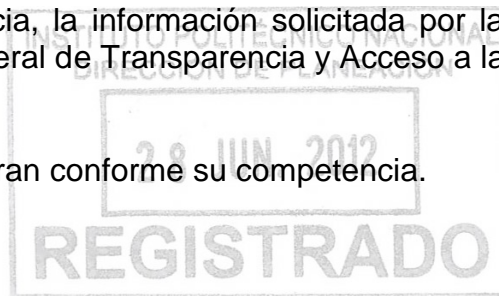 cia, la información solicitada por la
INSTITUTO POLITÉCNICO NACIONAL
eral de Transparencia y Acceso a la
DIRECCIÓN DE PLANEACIÓN
28 JUN. 2012
ran conforme su competencia.
REGISTRADO